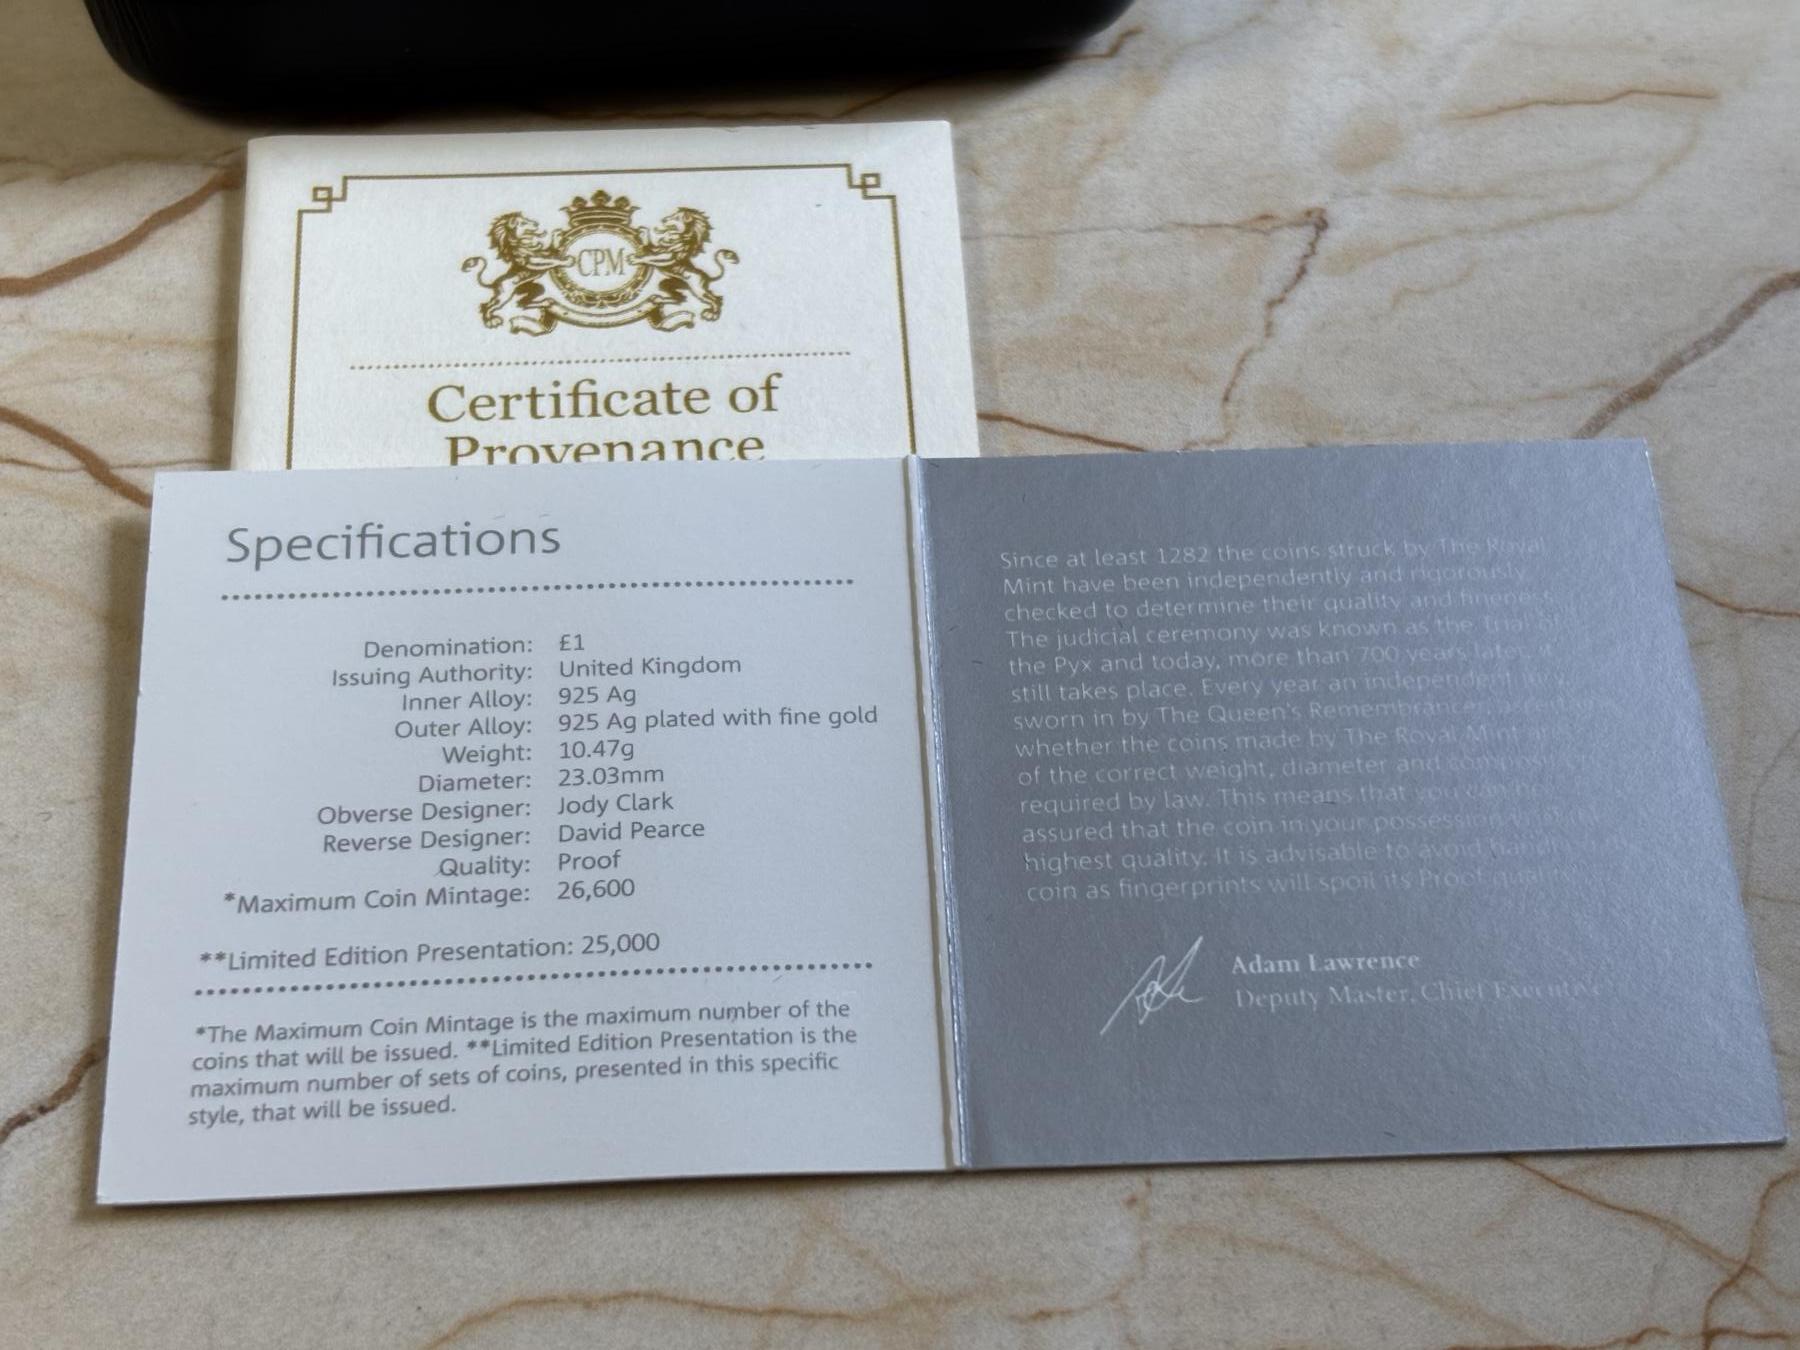 CPM
Certificate of
Provenance
Specifications
Denomination: £1
Issuing Authority: United Kingdom
Inner Alloy: 925 Ag
Outer Alloy: 925 Ag plated with fine gold
Weight: 10.47g
Diameter: 23.03mm
Obverse Designer: Jody Clark
Reverse Designer: David Pearce
Quality: Proof
*Maximum Coin Mintage: 26,600
**Limited Edition Presentation: 25,000
*The Maximum Coin Mintage is the maximum number of the
coins that will be issued. **Limited Edition Presentation is the
maximum number of sets of coins, presented in this specific
style, that will be issued.
Since at least 1282 the coins struck by The Royal
Mint have been independently and rigorously
checked to determine their quality and fineness.
The judicial ceremony was known as the Trial of
the Pyx and today, more than 700 years later, it
still takes place. Every year an independent jury,
sworn in by The Queen's Remembrancer,
whether the coins made by The Royal Mint are
of the correct weight, diameter and composition
required by law. This means that you can be
assured that the coin in your possession
highest quality. It is advisable to avoid
coin as fingerprints will spoil its Proof quality.
Adam Lawrence
Deputy Master, Chief Executive